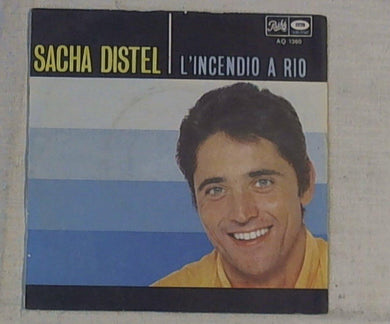 Pathé
AQ 1360
SACHA DISTEL
L'INCENDIO A RIO